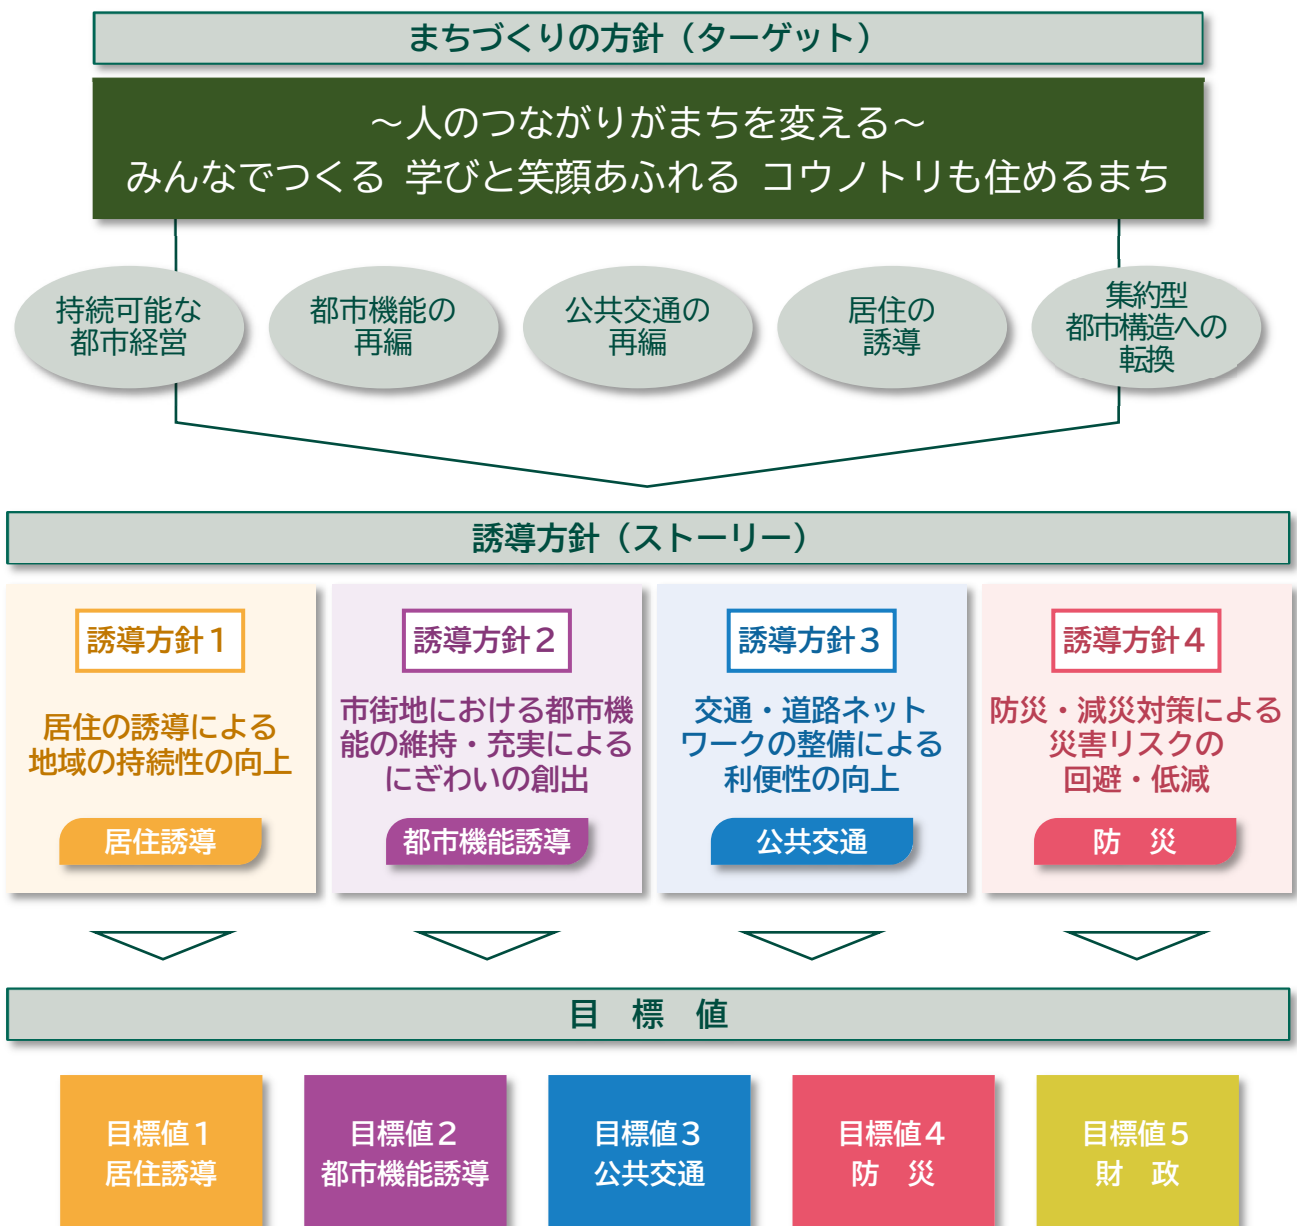 まちづくりの方針（ターゲット）
～人のつながりがまちを変える～
みんなでつくる 学びと笑顔あふれる コウノトリも住めるまち
持続可能な
都市経営
都市機能の
再編
公共交通の
再編
居住の
誘導
集約型
都市構造への
転換
誘導方針（ストーリー）
誘導方針１
居住の誘導による
地域の持続性の向上
居住誘導
誘導方針２
市街地における都市機
能の維持・充実による
にぎわいの創出
都市機能誘導
誘導方針３
交通・道路ネット
ワークの整備による
利便性の向上
公共交通
誘導方針４
防災・減災対策による
災害リスクの
回避・低減
防　災
目　標　値
目標値１
居住誘導
目標値２
都市機能誘導
目標値３
公共交通
目標値４
防　災
目標値５
財　政